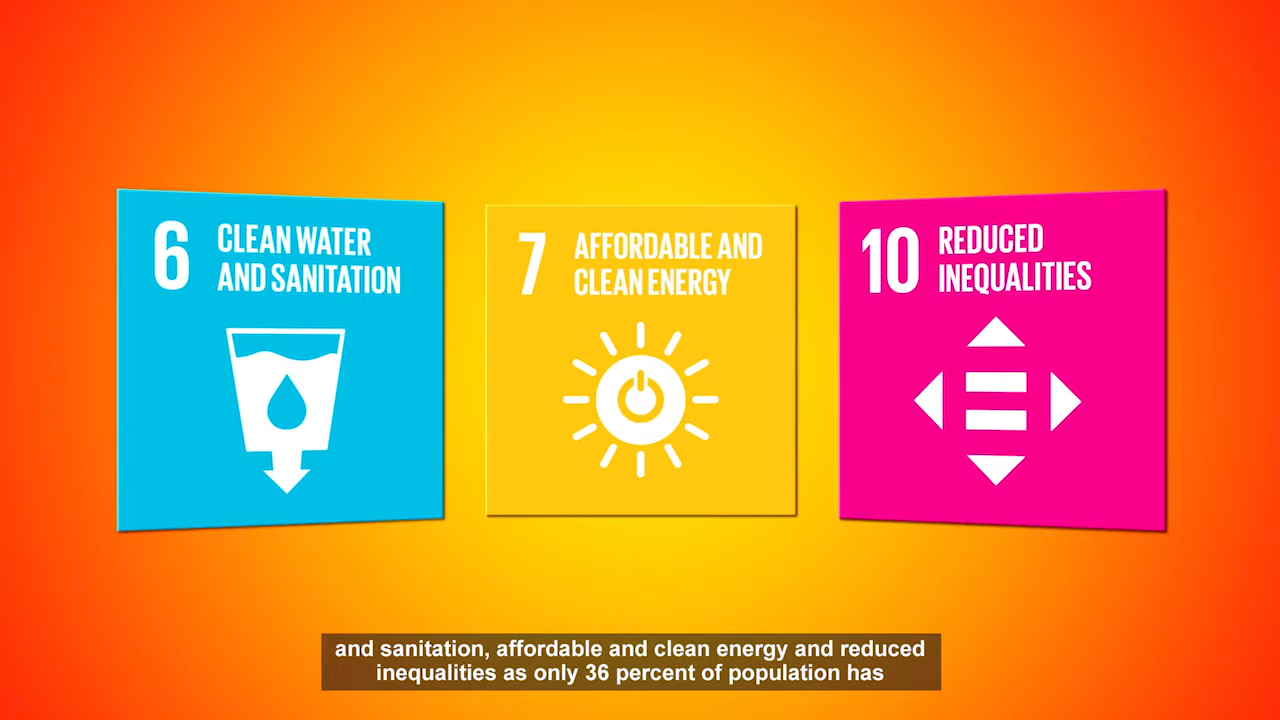 6
CLEAN WATER
AND SANITATION
7
AFFORDABLE AND
CLEAN ENERGY
10
REDUCED
INEQUALITIES
and sanitation, affordable and clean energy and reduced
inequalities as only 36 percent of population has